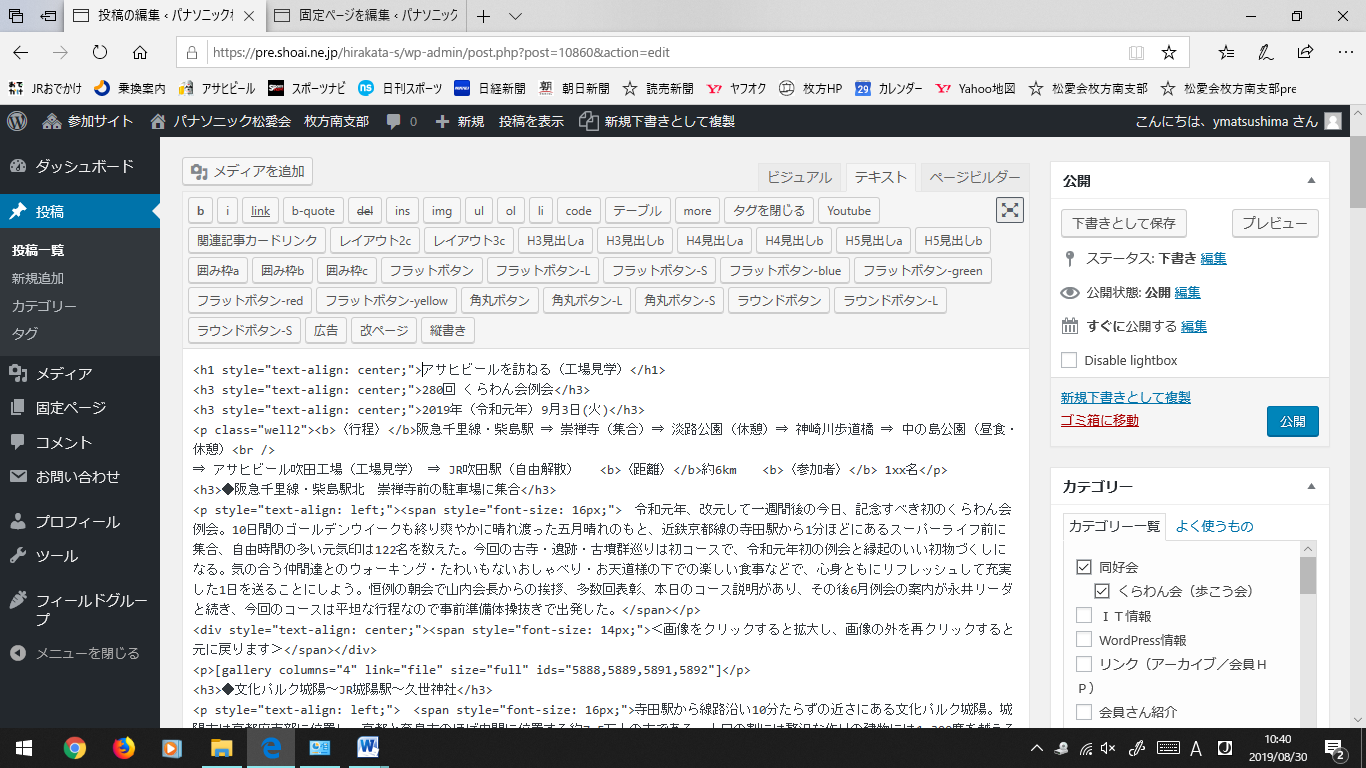 投稿の編集 ‹ パナソニック松
固定ページを編集 ‹ パナソニック
https://pre.shoai.ne.jp/hirakata-s/wp-admin/post.php?post=10860&action=edit
JRおでかけ 乗換案内 アサヒビール スポーツナビ 日刊スポーツ 日経新聞 朝日新聞 読売新聞 ヤフオク 枚方HP カレンダー Yahoo地図 松愛会枚方南支部 松愛会枚方南支部pre
参加サイト パナソニック松愛会 枚方南支部 0 新規 投稿を表示 新規下書きとして複製 こんにちは、ymatsushima さん
ダッシュボード
投稿
投稿一覧
新規追加
カテゴリー
タグ
メディア
固定ページ
コメント
お問い合わせ
プロフィール
ツール
フィールドグループ
メニューを閉じる
メディアを追加
ビジュアル テキスト ページビルダー
b i link b-quote del ins img ul ol li code テーブル more タグを閉じる Youtube
関連記事カードリンク レイアウト2c レイアウト3c H3見出しa H3見出しb H4見出しa H4見出しb H5見出しa H5見出しb
囲み枠a 囲み枠b 囲み枠c フラットボタン フラットボタン-L フラットボタン-S フラットボタン-blue フラットボタン-green
フラットボタン-red フラットボタン-yellow 角丸ボタン 角丸ボタン-L 角丸ボタン-S ラウンドボタン ラウンドボタン-L
ラウンドボタン-S 広告 改ページ 縦書き
<h1 style="text-align: center;">アサヒビールを訪ねる（工場見学）</h1>
<h3 style="text-align: center;">280回 くらわん会例会</h3>
<h3 style="text-align: center;">2019年（令和元年）9月3日(火)</h3>
<p class="well2"><b>〈行程〉</b>阪急千里線・柴島駅 ⇒ 崇禅寺（集合）⇒ 淡路公園（休憩）⇒ 神崎川歩道橋 ⇒ 中の島公園（昼食・
休憩）<br />
⇒ アサヒビール吹田工場（工場見学） ⇒ JR吹田駅（自由解散）　<b>〈距離〉</b>約6km　<b>〈参加者〉</b> 1xx名</p>
<h3>◆阪急千里線・柴島駅北　崇禅寺前の駐車場に集合</h3>
<p style="text-align: left;"><span style="font-size: 16px;">　令和元年、改元して一週間後の今日、記念すべき初のくらわん会
例会。10日間のゴールデンウイークも終り爽やかに晴れ渡った五月晴れのもと、近鉄京都線の寺田駅から1分ほどにあるスーパーライフ前に
集合、自由時間の多い元気印は122名を数えた。今回の古寺・遺跡・古墳群巡りは初コースで、令和元年初の例会と縁起のいい初物づくしに
なる。気の合う仲間達とのウォーキング・たわいもないおしゃべり・お天道様の下での楽しい食事などで、心身ともにリフレッシュして充実
した1日を送ることにしよう。恒例の朝会で山内会長からの挨拶、多数回表彰、本日のコース説明があり、その後6月例会の案内が永井リーダ
と続き、今回のコースは平坦な行程なので事前準備体操抜きで出発した。</span></p>
<div style="text-align: center;"><span style="font-size: 14px;">＜画像をクリックすると拡大し、画像の外を再クリックすると
元に戻ります＞</span></div>
<p>[gallery columns="4" link="file" size="full" ids="5888,5889,5891,5892"]</p>
<h3>◆文化パルク城陽～JR城陽駅～久世神社</h3>
<p style="text-align: left;">　<span style="font-size: 16px;">寺田駅から線路沿い10分たらずの近さにある文化パルク城陽。城
公開
下書きとして保存 プレビュー
ステータス: 下書き 編集
公開状態: 公開 編集
すぐに公開する 編集
Disable lightbox
新規下書きとして複製
ゴミ箱に移動
公開
カテゴリー
カテゴリー一覧 よく使うもの
同好会
くらわん会（歩こう会）
ＩＴ情報
WordPress情報
リンク（アーカイブ／会員Ｈ
Ｐ）
会員さん紹介
A
10:40
2019/08/30
2